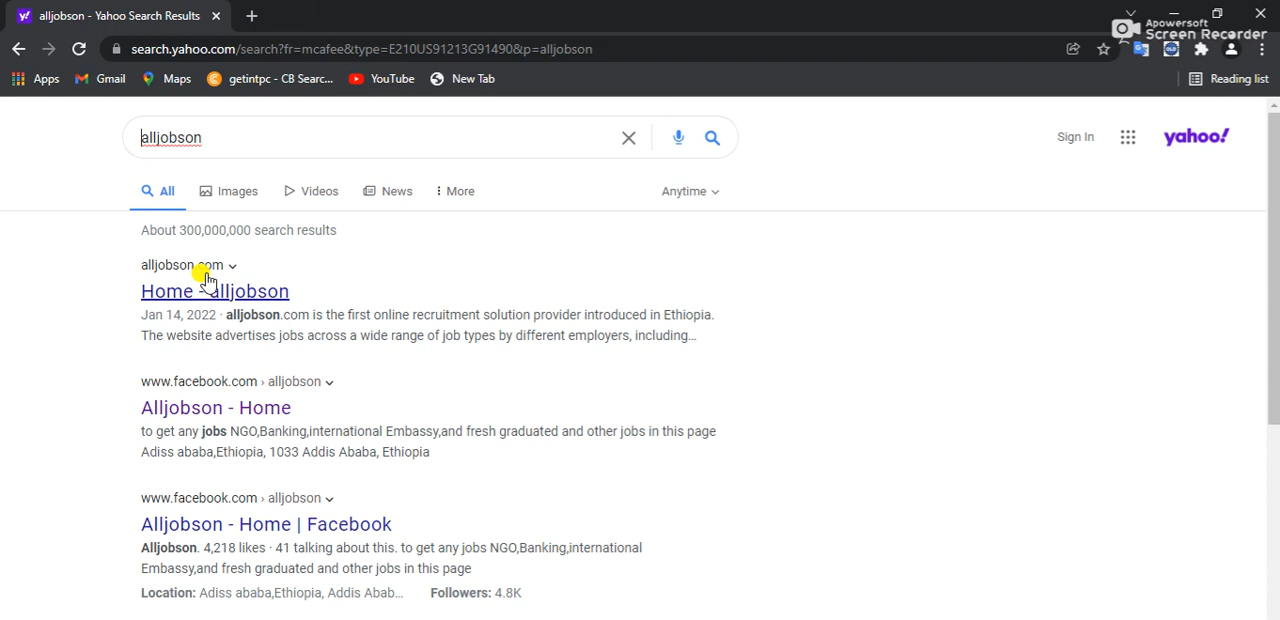 alljobson - Yahoo Search Results
Apowersoft
Screen Recorder
search.yahoo.com/search?fr=mcafee&type=E210US91213G91490&p=alljobson
Apps Gmail Maps getintpc - CB Searc... YouTube New Tab Reading list
alljobson
Sign In yahoo!
All Images Videos News More Anytime
About 300,000,000 search results
alljobson.com
Home - alljobson
Jan 14, 2022 · alljobson.com is the first online recruitment solution provider introduced in Ethiopia.
The website advertises jobs across a wide range of job types by different employers, including...
www.facebook.com › alljobson
Alljobson - Home
to get any jobs NGO,Banking,international Embassy,and fresh graduated and other jobs in this page
Adiss ababa,Ethiopia, 1033 Addis Ababa, Ethiopia
www.facebook.com › alljobson
Alljobson - Home | Facebook
Alljobson. 4,218 likes · 41 talking about this. to get any jobs NGO,Banking,international
Embassy,and fresh graduated and other jobs in this page
Location: Adiss ababa,Ethiopia, Addis Abab... Followers: 4.8K